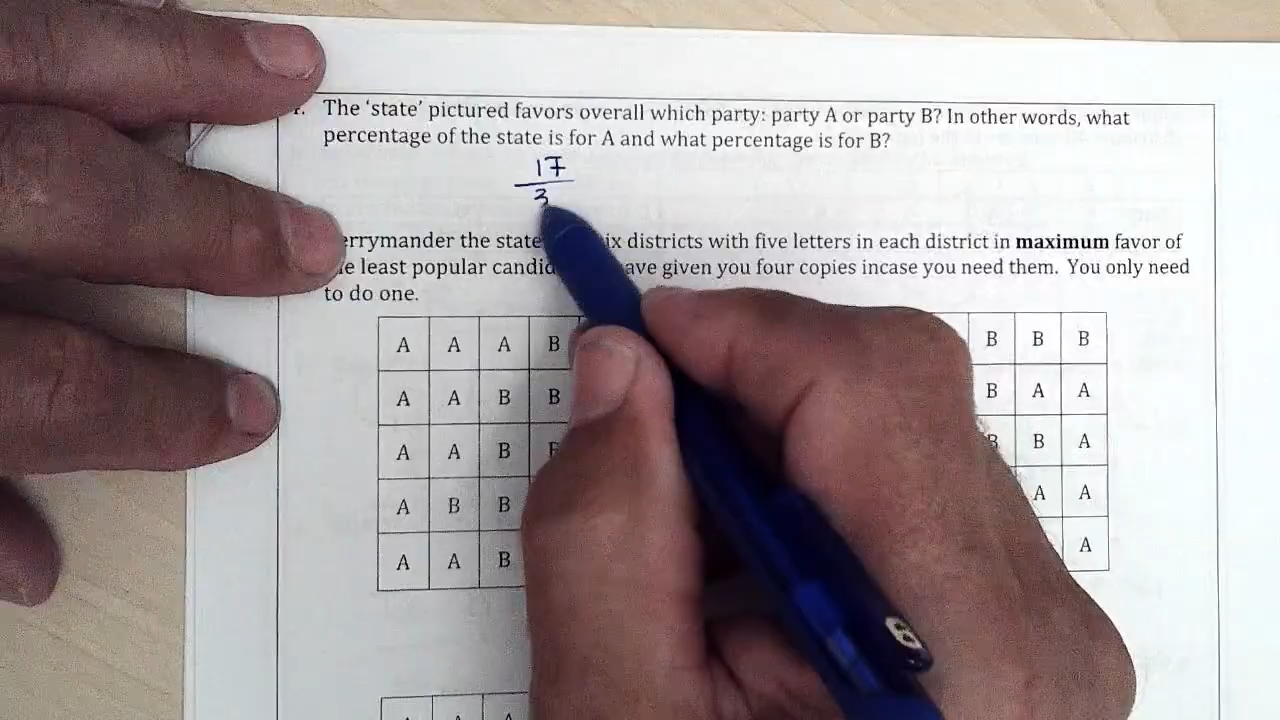 The 'state' pictured favors overall which party: party A or party B? In other words, what
percentage of the state is for A and what percentage is for B?
17
3
the state ix districts with five letters in each district in maximum favor of
least popular ave given you four copies incase you need them. You only need
to do one.
A A A B B B B
A A B B B A A
A A B B B A
A B B A A
A A B A